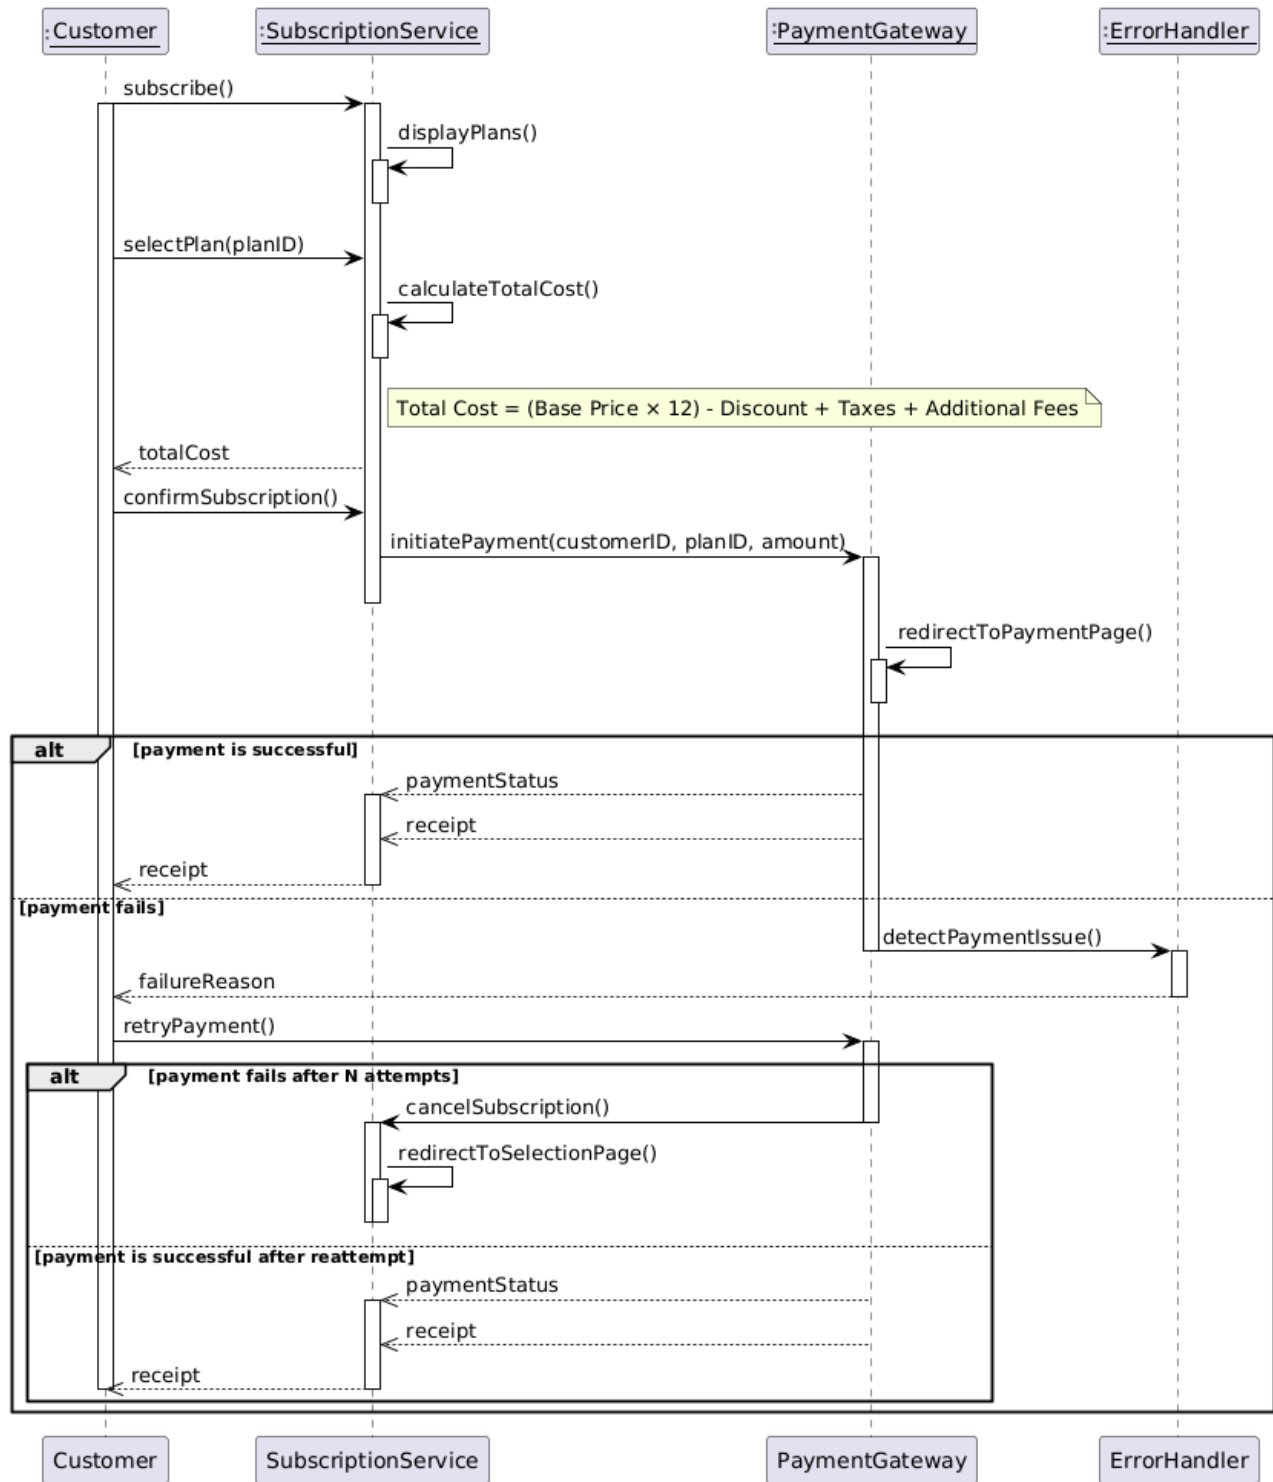 :Customer
:SubscriptionService
:PaymentGateway
:ErrorHandler
subscribe()
displayPlans()
selectPlan(planID)
calculateTotalCost()
Total Cost = (Base Price × 12) - Discount + Taxes + Additional Fees
totalCost
confirmSubscription()
initiatePayment(customerID, planID, amount)
redirectToPaymentPage()
alt [payment is successful]
paymentStatus
receipt
receipt
[payment fails]
detectPaymentIssue()
failureReason
retryPayment()
alt [payment fails after N attempts]
cancelSubscription()
redirectToSelectionPage()
[payment is successful after reattempt]
paymentStatus
receipt
receipt
Customer
SubscriptionService
PaymentGateway
ErrorHandler